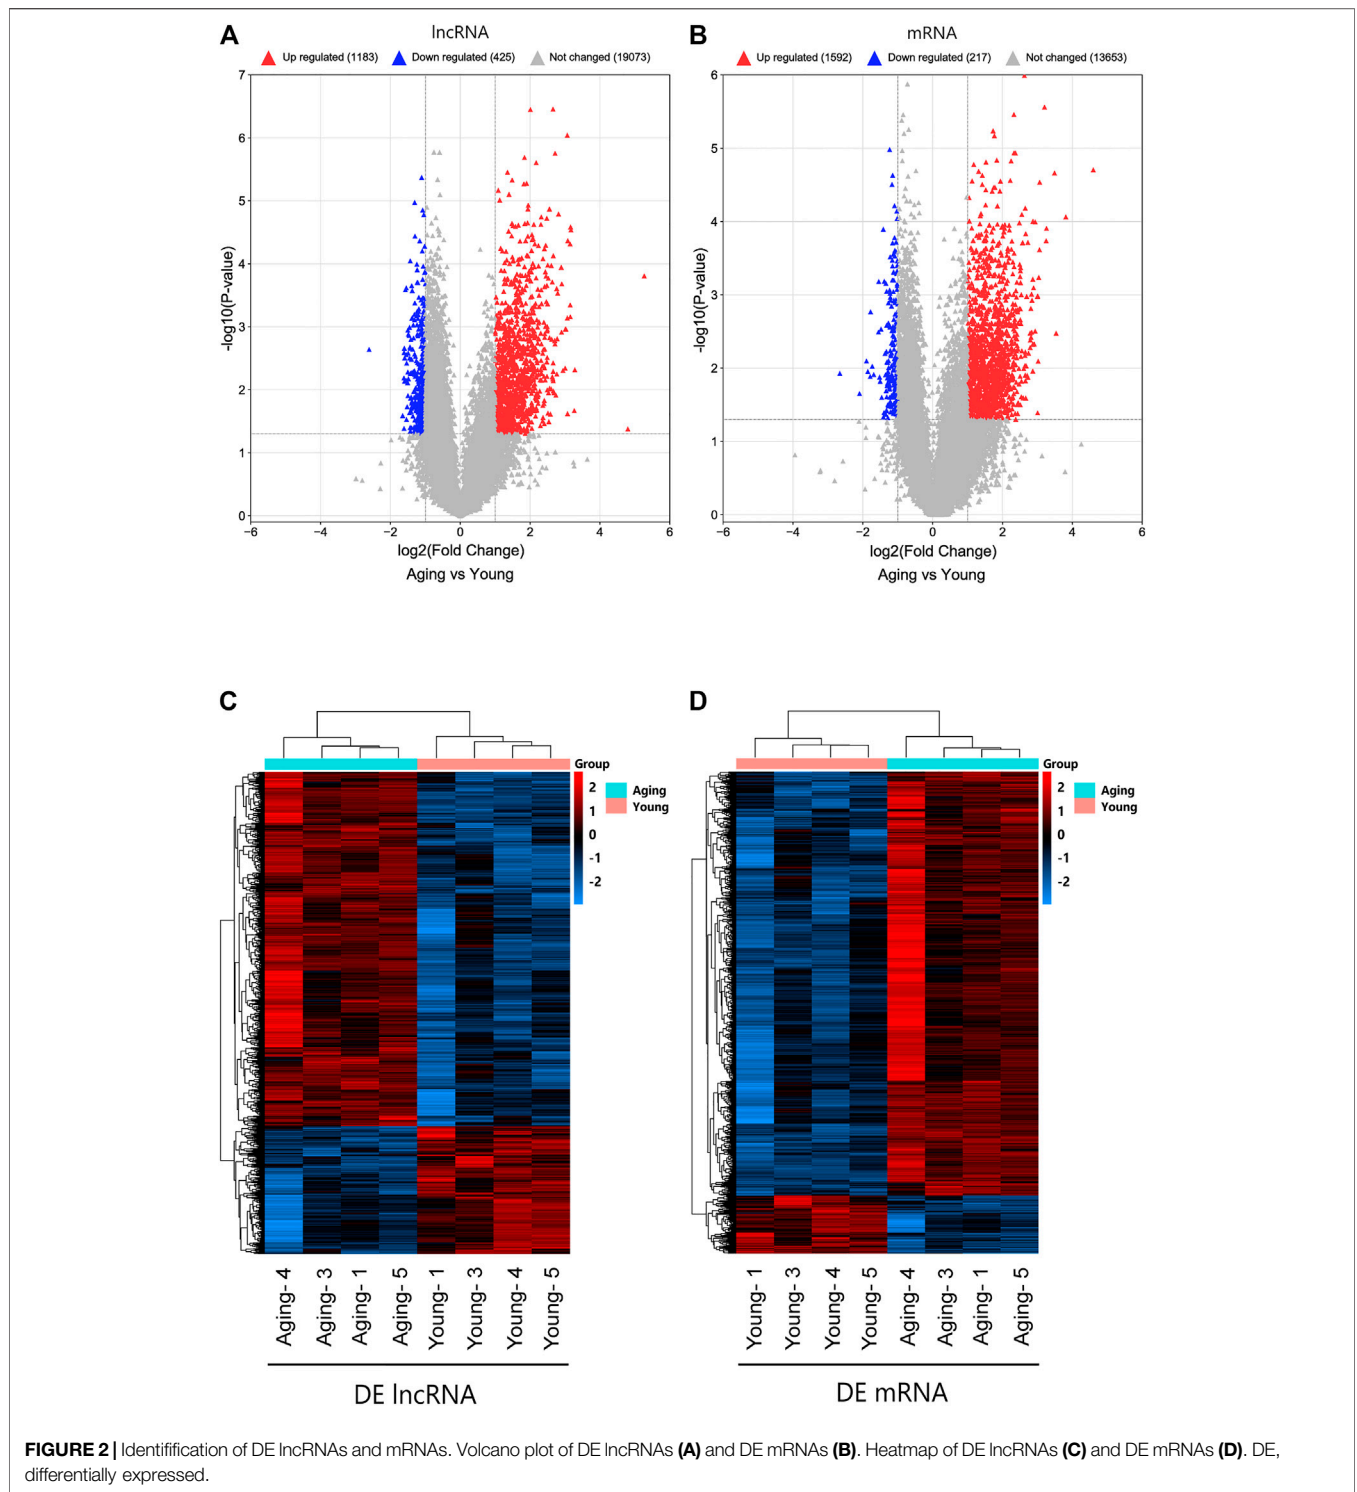 A
lncRNA
Up regulated (1183) Down regulated (425) Not changed (19073)
7
6
5
4
3
2
1
0
-log10(P-value)
−6 −4 −2 0 2 4 6
log2(Fold Change)
Aging vs Young
B
mRNA
Up regulated (1592) Down regulated (217) Not changed (13653)
6
5
4
3
2
1
0
-log10(P-value)
−6 −4 −2 0 2 4 6
log2(Fold Change)
Aging vs Young
C
Group
2
1
0
-1
-2
Aging
Young
Aging- 4
Aging- 3
Aging- 1
Aging- 5
Young- 1
Young- 3
Young- 4
Young- 5
DE lncRNA
D
Group
2
1
0
-1
-2
Aging
Young
Young- 1
Young- 3
Young- 4
Young- 5
Aging- 4
Aging- 3
Aging- 1
Aging- 5
DE mRNA
FIGURE 2 | Identifification of DE lncRNAs and mRNAs. Volcano plot of DE lncRNAs (A) and DE mRNAs (B). Heatmap of DE lncRNAs (C) and DE mRNAs (D). DE,
differentially expressed.